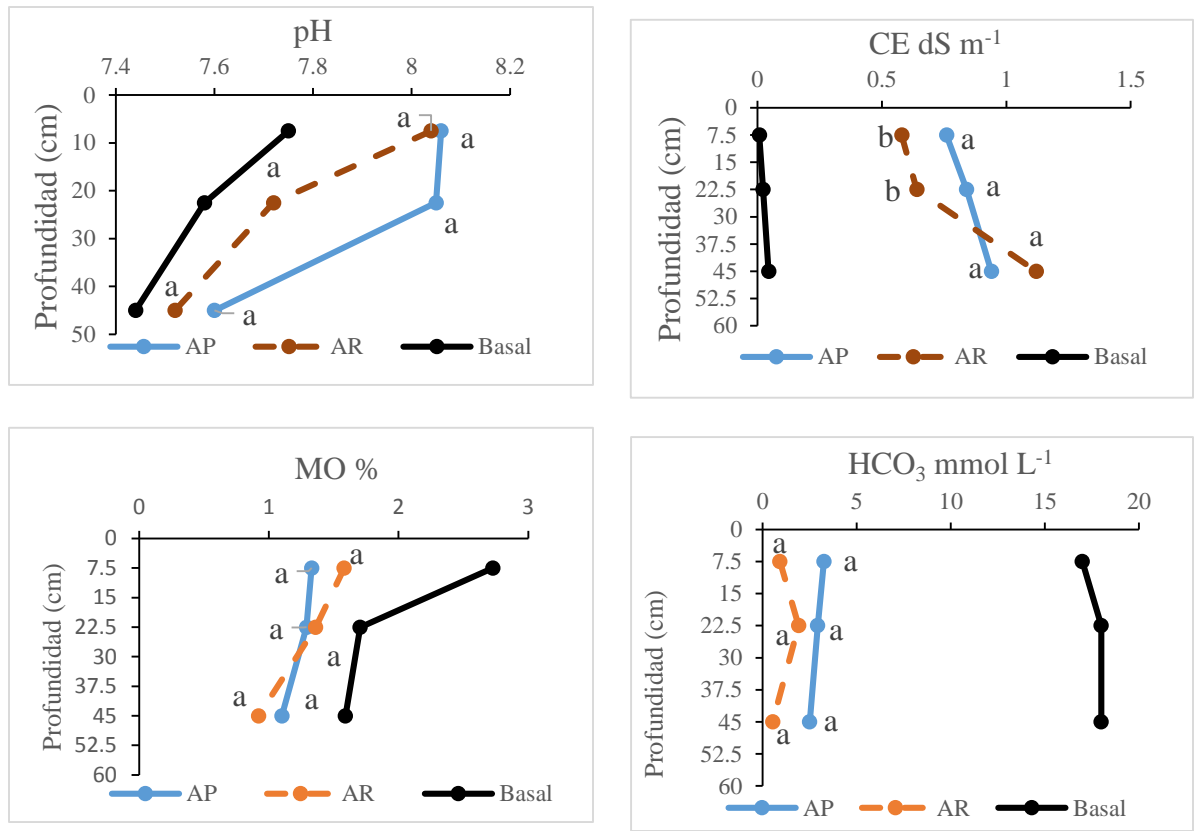 pH
7.4 7.6 7.8 8 8.2
0
10
20
30
40
50
Profundidad (cm)
a
a
a
a
a
a
AP AR Basal
CE dS m⁻¹
0 0.5 1 1.5
0
7.5
15
22.5
30
37.5
45
52.5
60
Profundidad (cm)
b a
b a
a
a
AP AR Basal
MO %
0 1 2 3
0
7.5
15
22.5
30
37.5
45
52.5
60
Profundidad (cm)
a
a
a
a
a
a
AP AR Basal
HCO₃ mmol L⁻¹
0 5 10 15 20
0
7.5
15
22.5
30
37.5
45
52.5
60
Profundidad (cm)
a
a
a
a
a
a
AP AR Basal